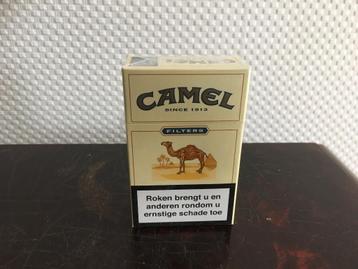 CAMEL
SINCE 1913
FILTERS
Roken brengt u en
anderen rondom u
ernstige schade toe